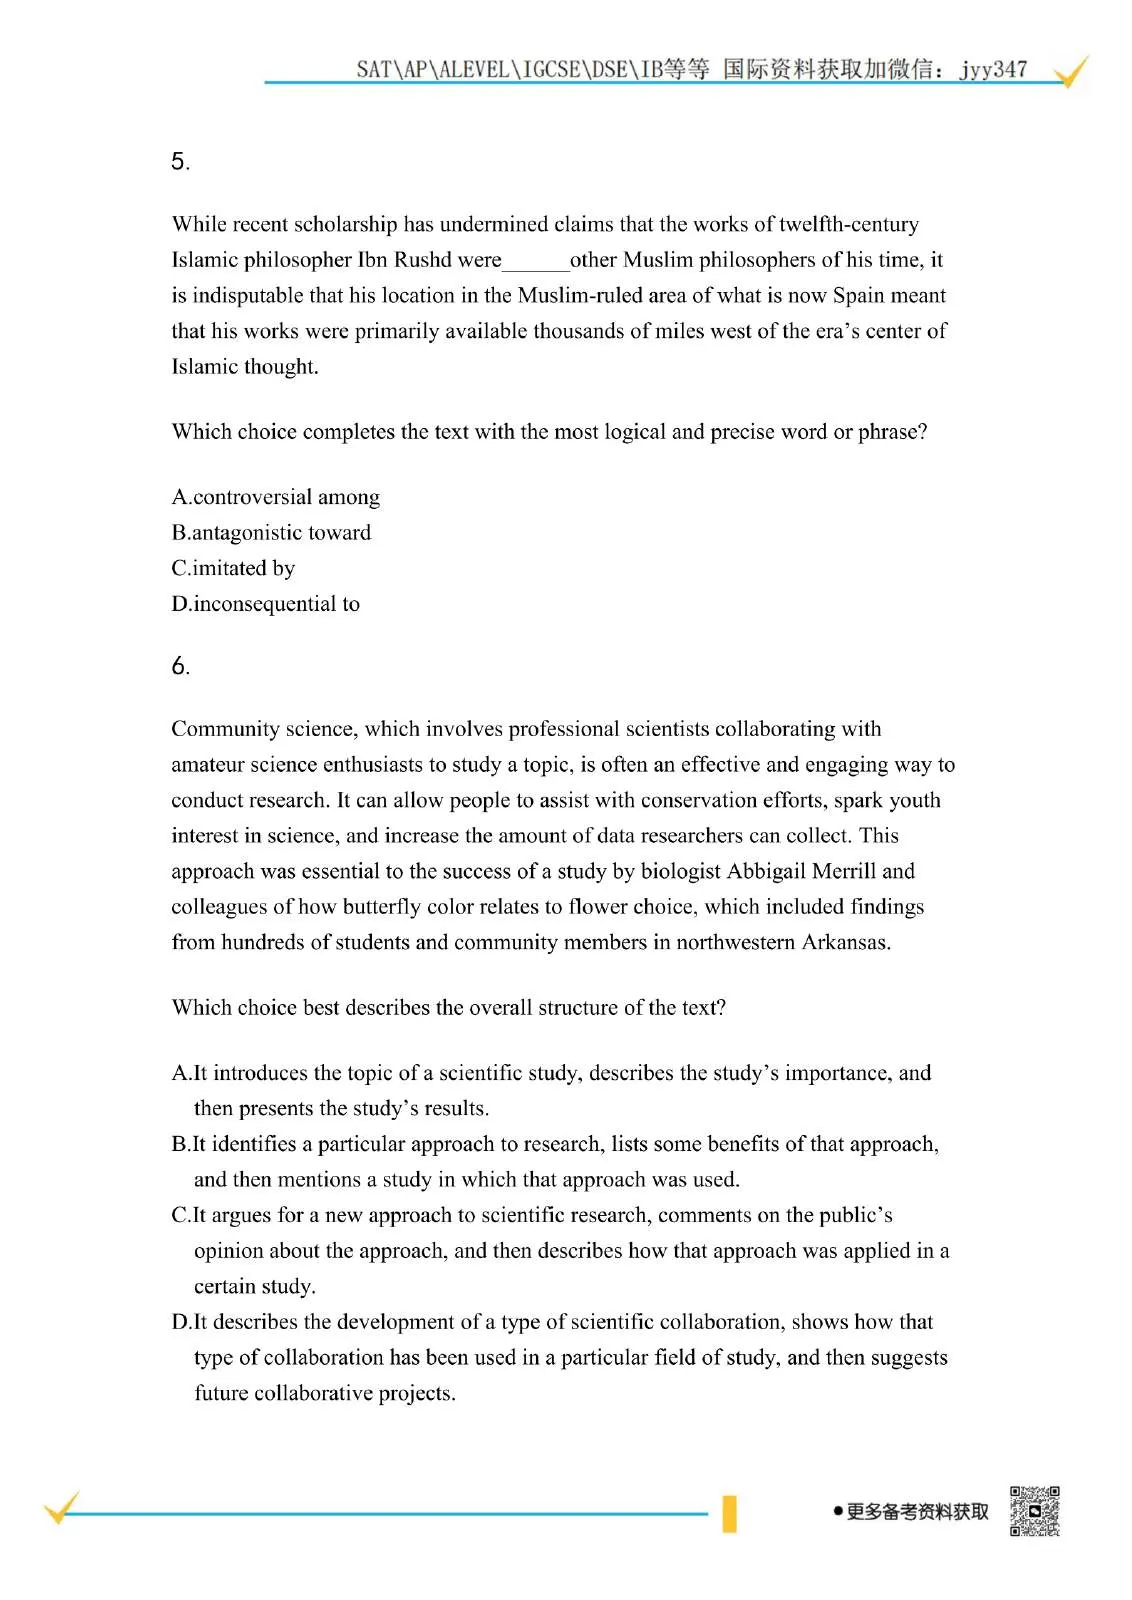 SAT\AP\ALEVEL\IGCSE\DSE\IB等等 国际资料获取加微信：jyy347
5.
While recent scholarship has undermined claims that the works of twelfth-century
Islamic philosopher Ibn Rushd were______other Muslim philosophers of his time, it
is indisputable that his location in the Muslim-ruled area of what is now Spain meant
that his works were primarily available thousands of miles west of the era’s center of
Islamic thought.
Which choice completes the text with the most logical and precise word or phrase?
A.controversial among
B.antagonistic toward
C.imitated by
D.inconsequential to
6.
Community science, which involves professional scientists collaborating with
amateur science enthusiasts to study a topic, is often an effective and engaging way to
conduct research. It can allow people to assist with conservation efforts, spark youth
interest in science, and increase the amount of data researchers can collect. This
approach was essential to the success of a study by biologist Abbigail Merrill and
colleagues of how butterfly color relates to flower choice, which included findings
from hundreds of students and community members in northwestern Arkansas.
Which choice best describes the overall structure of the text?
A.It introduces the topic of a scientific study, describes the study’s importance, and
then presents the study’s results.
B.It identifies a particular approach to research, lists some benefits of that approach,
and then mentions a study in which that approach was used.
C.It argues for a new approach to scientific research, comments on the public’s
opinion about the approach, and then describes how that approach was applied in a
certain study.
D.It describes the development of a type of scientific collaboration, shows how that
type of collaboration has been used in a particular field of study, and then suggests
future collaborative projects.
●更多备考资料获取